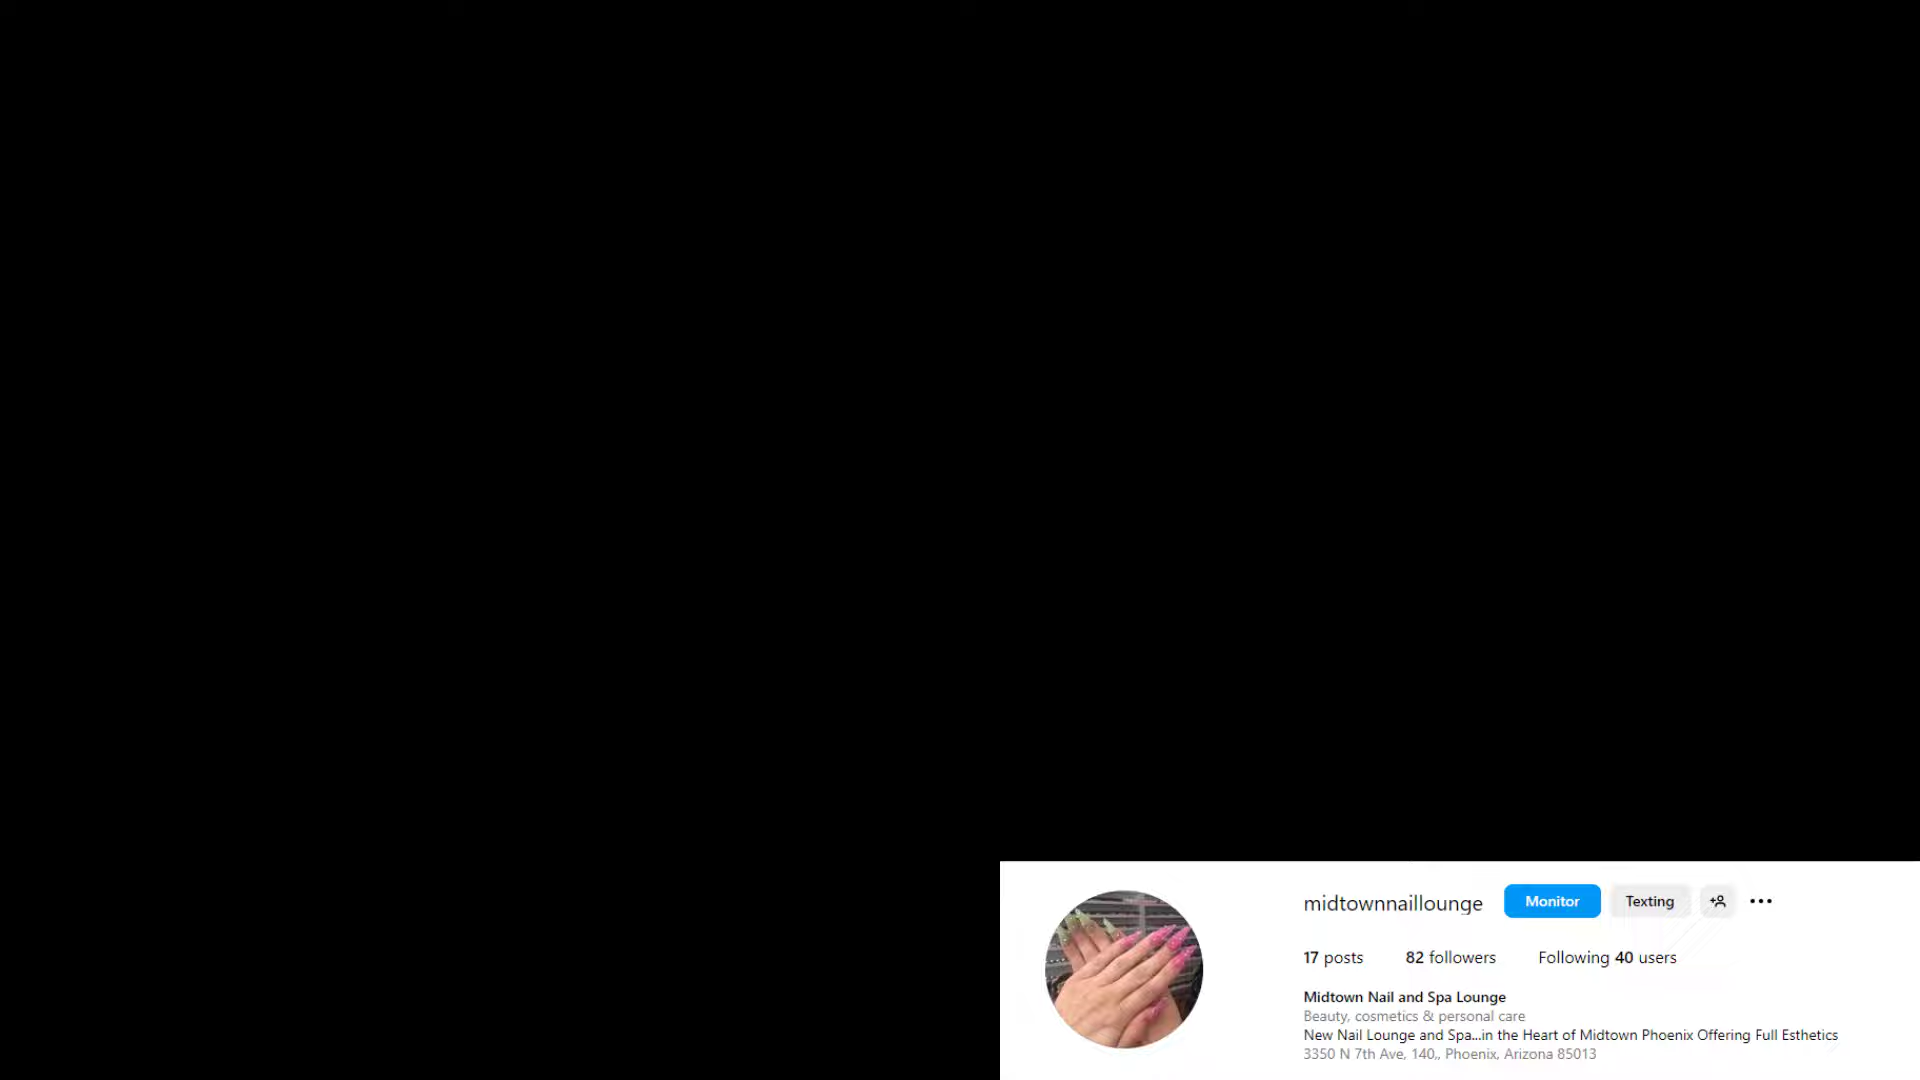 midtownnaillounge Monitor Texting
17 posts 82 followers Following 40 users
Midtown Nail and Spa Lounge
Beauty, cosmetics & personal care
New Nail Lounge and Spa...in the Heart of Midtown Phoenix Offering Full Esthetics
3350 N 7th Ave, 140,, Phoenix, Arizona 85013